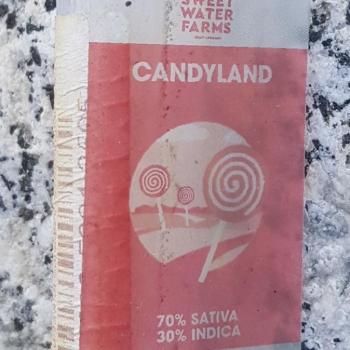 SWEET
WATER
FARMS
CANDYLAND
70% SATIVA
30% INDICA